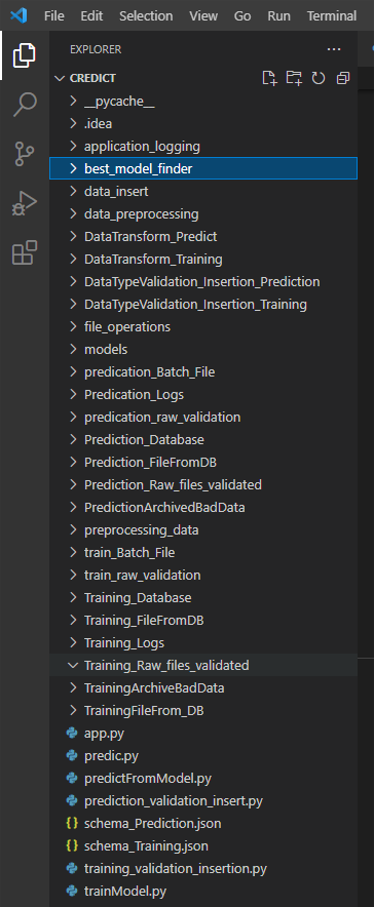 File Edit Selection View Go Run Terminal
EXPLORER
CREDICT
__pycache__
.idea
application_logging
best_model_finder
data_insert
data_preprocessing
DataTransform_Predict
DataTransform_Training
DataTypeValidation_Insertion_Prediction
DataTypeValidation_Insertion_Training
file_operations
models
predication_Batch_File
Predication_Logs
predication_raw_validation
Prediction_Database
Prediction_FileFromDB
Prediction_Raw_files_validated
PredictionArchivedBadData
preprocessing_data
train_Batch_File
train_raw_validation
Training_Database
Training_FileFromDB
Training_Logs
Training_Raw_files_validated
TrainingArchiveBadData
TrainingFileFrom_DB
app.py
predic.py
predictFromModel.py
prediction_validation_insert.py
{} schema_Prediction.json
{} schema_Training.json
training_validation_insertion.py
trainModel.py